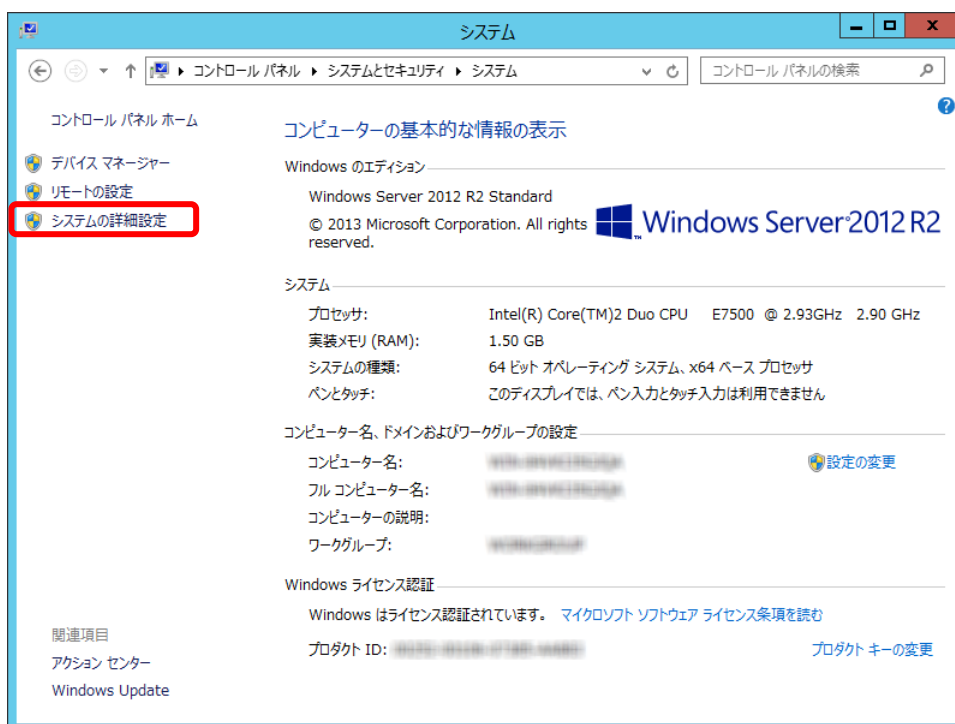 システム
コントロール パネル ▸ システムとセキュリティ ▸ システム
コントロール パネルの検索
コントロール パネル ホーム
デバイス マネージャー
リモートの設定
システムの詳細設定
コンピューターの基本的な情報の表示
Windows のエディション
Windows Server 2012 R2 Standard
© 2013 Microsoft Corporation. All rights
reserved.
Windows Server 2012 R2
システム
プロセッサ: Intel(R) Core(TM)2 Duo CPU E7500 @ 2.93GHz 2.90 GHz
実装メモリ (RAM): 1.50 GB
システムの種類: 64 ビット オペレーティング システム、x64 ベース プロセッサ
ペンとタッチ: このディスプレイでは、ペン入力とタッチ入力は利用できません
コンピューター名、ドメインおよびワークグループの設定
コンピューター名:
設定の変更
フル コンピューター名:
コンピューターの説明:
ワークグループ:
Windows ライセンス認証
Windows はライセンス認証されています。 マイクロソフト ソフトウェア ライセンス条項を読む
プロダクト ID:
プロダクト キーの変更
関連項目
アクション センター
Windows Update